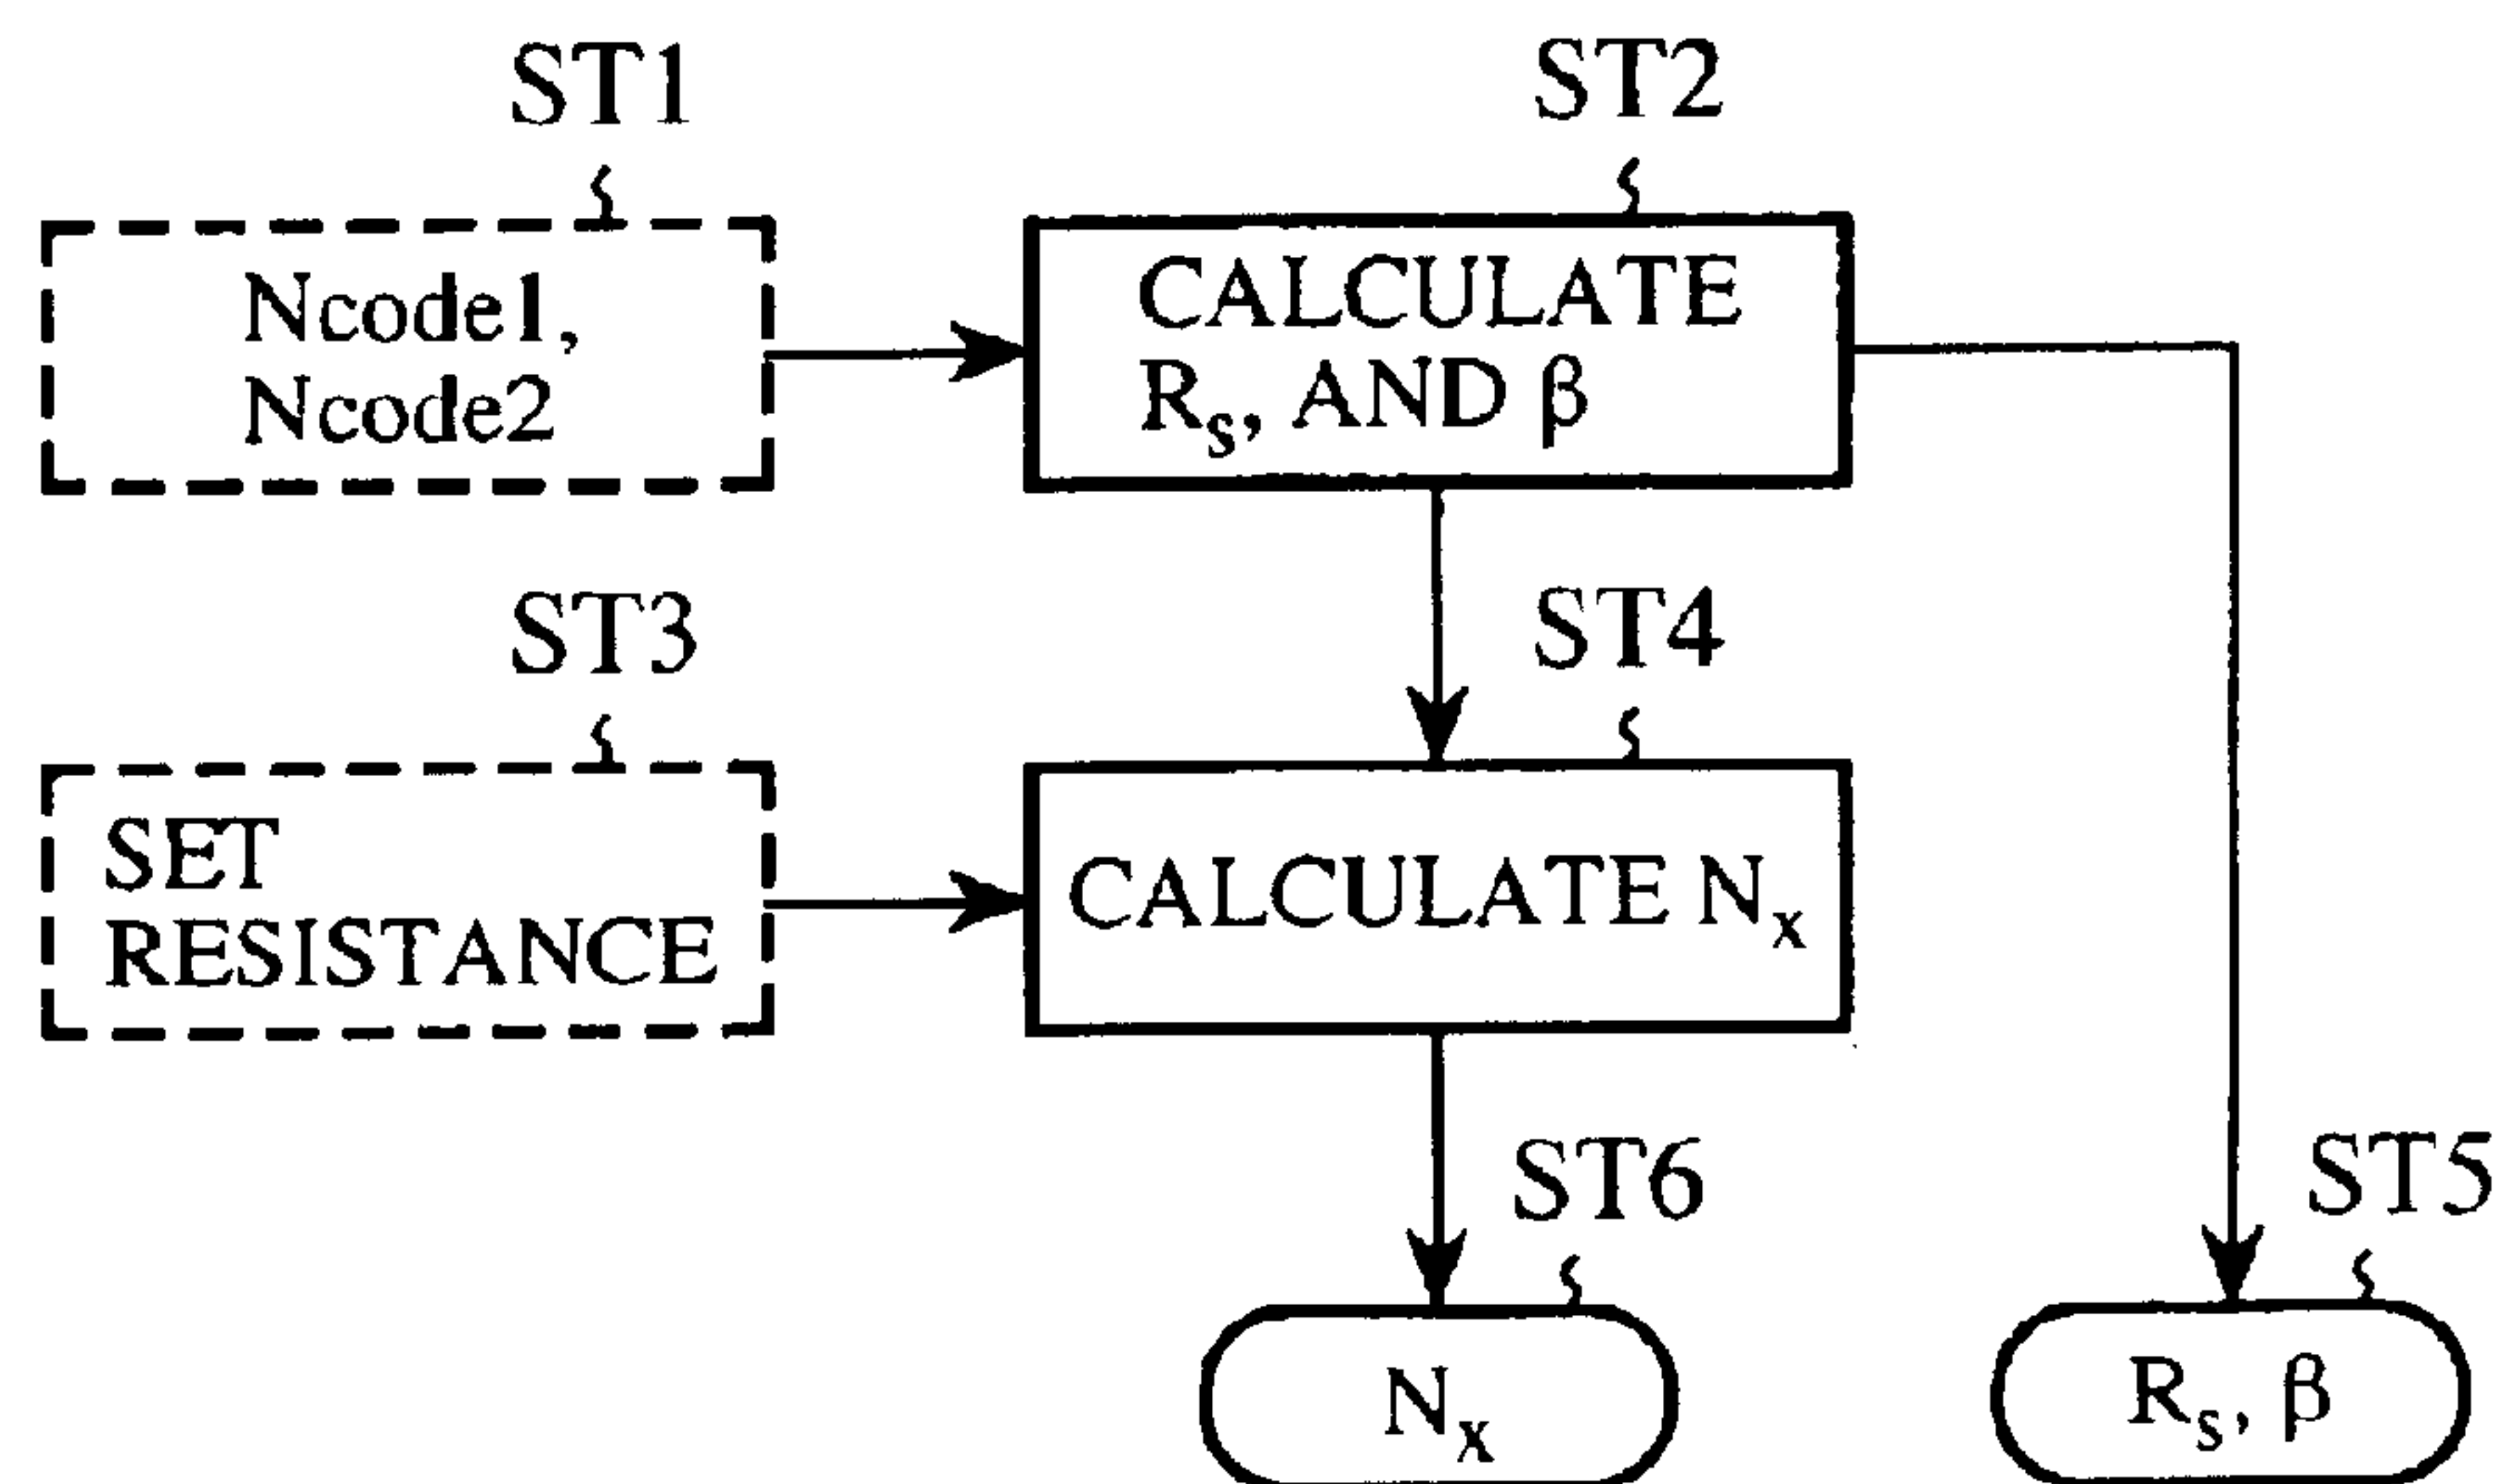 ST1
ST2
Ncode1,
Ncode2
CALCULATE
Rₛ, AND β
ST3
ST4
SET
RESISTANCE
CALCULATE Nₓ
ST6
ST5
Nₓ
Rₛ, β